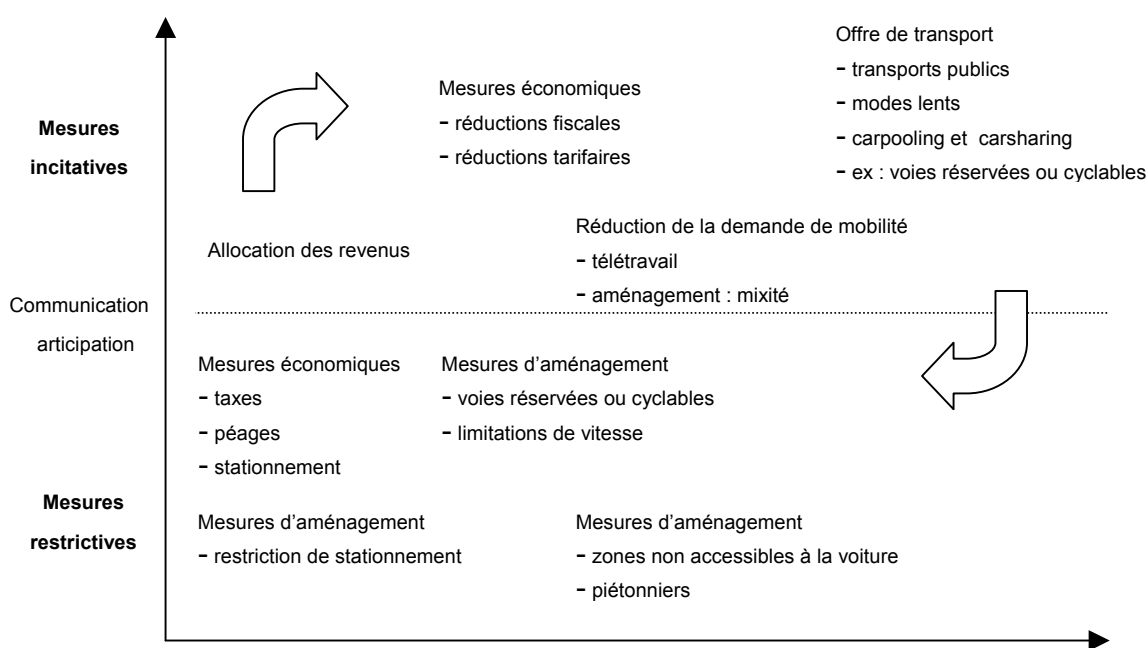 Offre de transport
- transports publics
- modes lents
- carpooling et carsharing
- ex : voies réservées ou cyclables
Mesures économiques
- réductions fiscales
- réductions tarifaires
Mesures
incitatives
Allocation des revenus
Réduction de la demande de mobilité
- télétravail
- aménagement : mixité
Communication
articipation
Mesures économiques
- taxes
- péages
- stationnement
Mesures d’aménagement
- voies réservées ou cyclables
- limitations de vitesse
Mesures
restrictives
Mesures d’aménagement
- restriction de stationnement
Mesures d’aménagement
- zones non accessibles à la voiture
- piétonniers